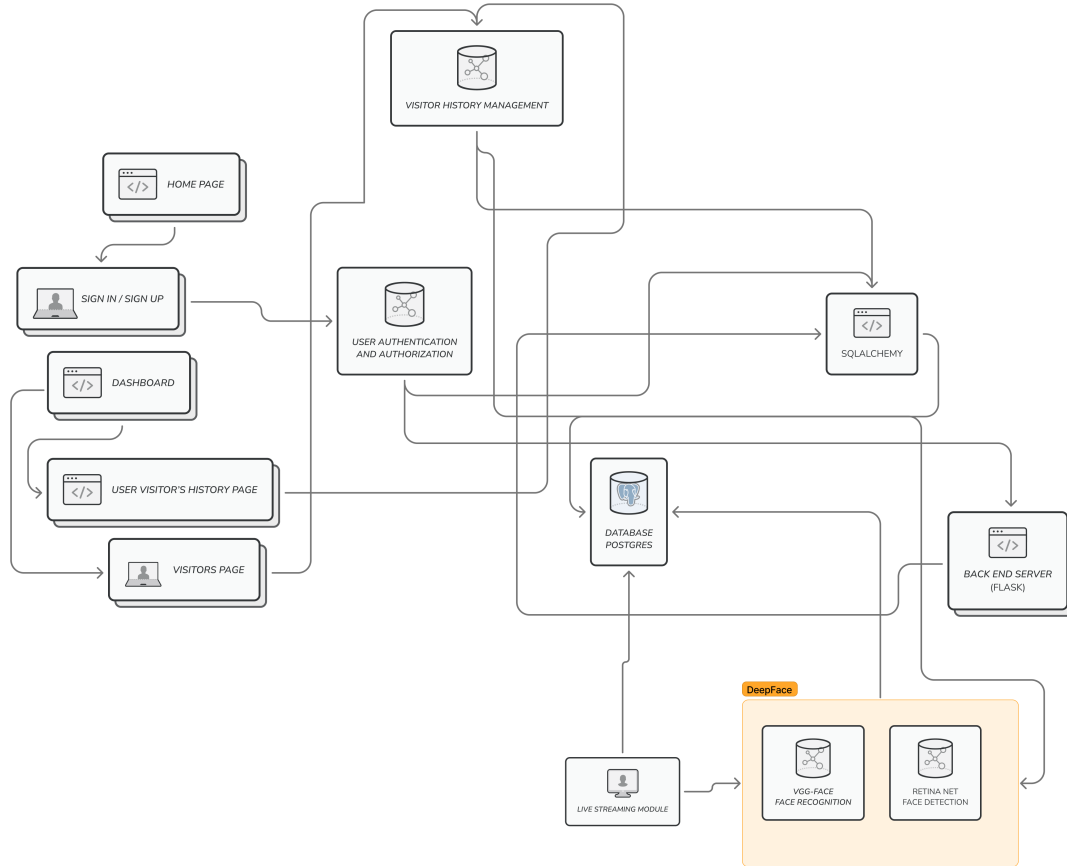 VISITOR HISTORY MANAGEMENT
HOME PAGE
SIGN IN / SIGN UP
USER AUTHENTICATION
AND AUTHORIZATION
SQLALCHEMY
DASHBOARD
USER VISITOR'S HISTORY PAGE
VISITORS PAGE
DATABASE
POSTGRES
BACK END SERVER
(FLASK)
DeepFace
VGG-FACE
FACE RECOGNITION
RETINA NET
FACE DETECTION
LIVE STREAMING MODULE